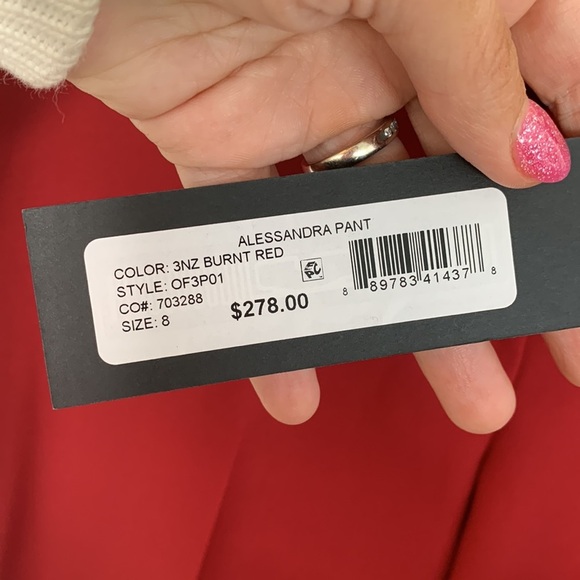 ALESSANDRA PANT
COLOR: 3NZ BURNT RED
STYLE: OF3P01
CO#: 703288
SIZE: 8
$278.00
8 89783 41437 8